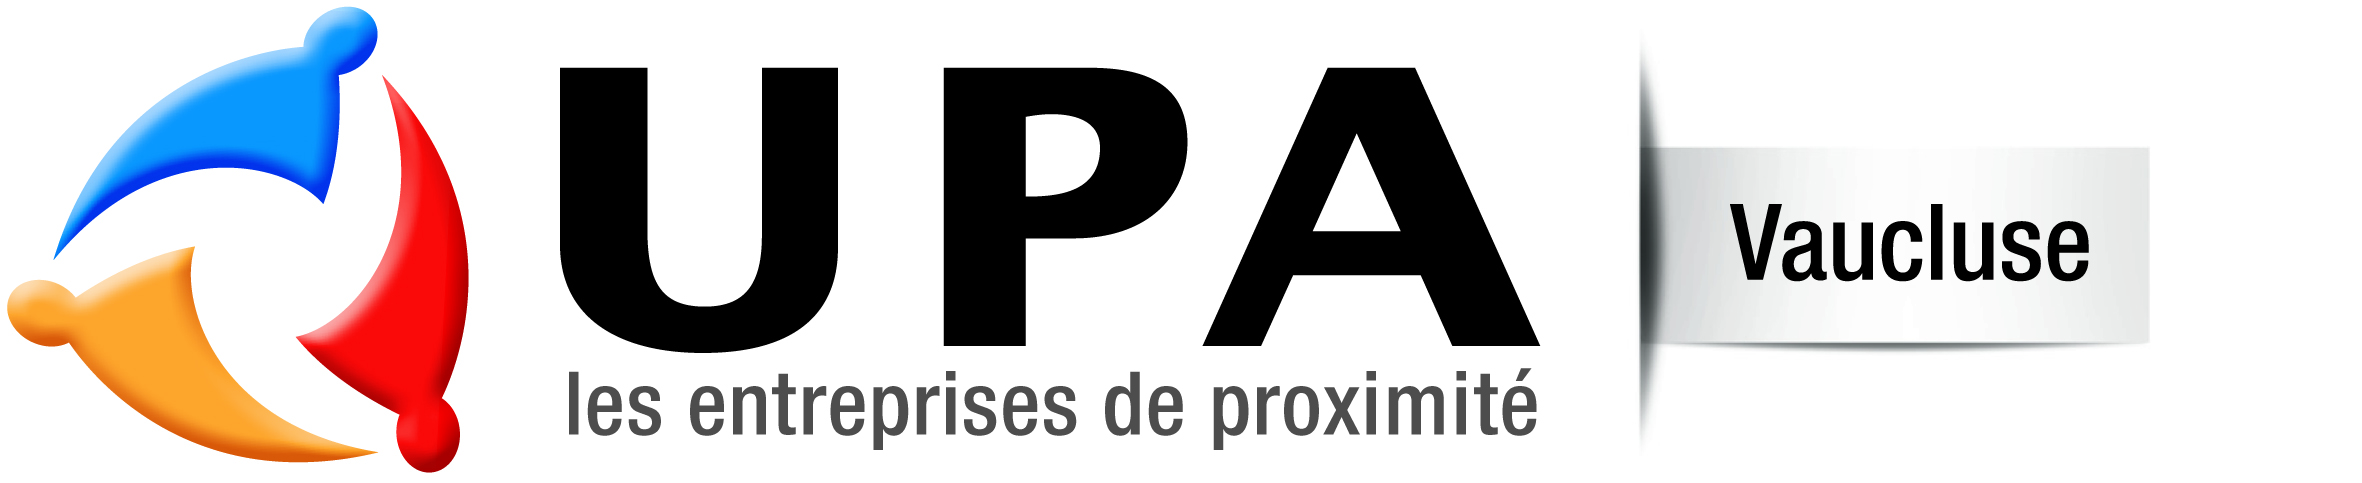 UPA
les entreprises de proximité
Vaucluse